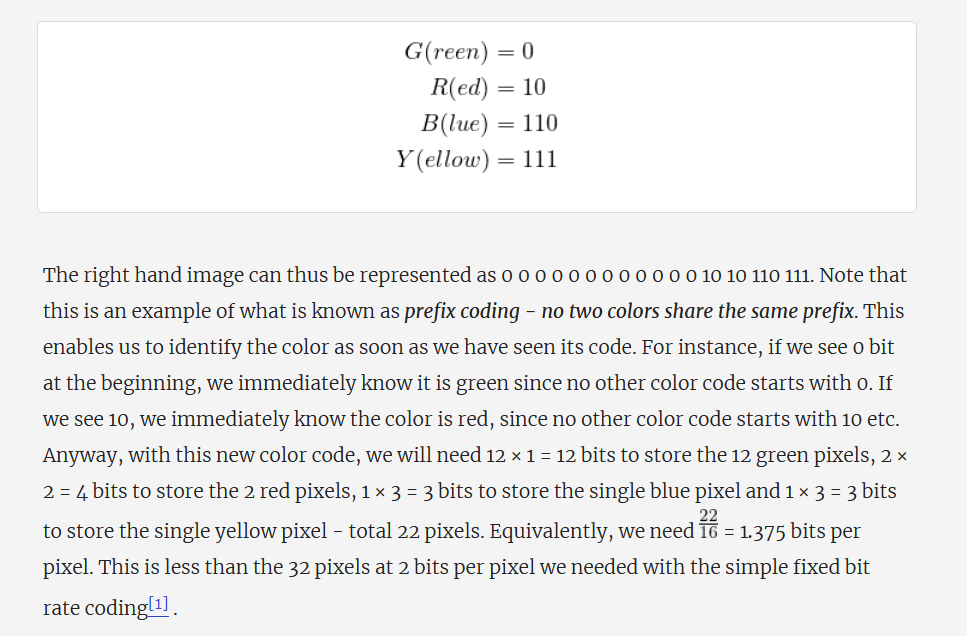 G(reen) = 0
R(ed) = 10
B(lue) = 110
Y(ellow) = 111
The right hand image can thus be represented as 0 0 0 0 0 0 0 0 0 0 0 0 10 10 110 111. Note that
this is an example of what is known as prefix coding - no two colors share the same prefix. This
enables us to identify the color as soon as we have seen its code. For instance, if we see 0 bit
at the beginning, we immediately know it is green since no other color code starts with 0. If
we see 10, we immediately know the color is red, since no other color code starts with 10 etc.
Anyway, with this new color code, we will need 12 × 1 = 12 bits to store the 12 green pixels, 2 ×
2 = 4 bits to store the 2 red pixels, 1 × 3 = 3 bits to store the single blue pixel and 1 × 3 = 3 bits
to store the single yellow pixel - total 22 pixels. Equivalently, we need 22/16 = 1.375 bits per
pixel. This is less than the 32 pixels at 2 bits per pixel we needed with the simple fixed bit
rate coding[1] .